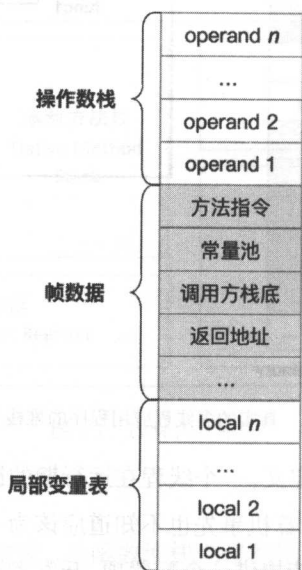 operand n
...
操作数栈
operand 2
operand 1
方法指令
常量池
帧数据
调用方栈底
返回地址
...
local n
...
局部变量表
local 2
local 1